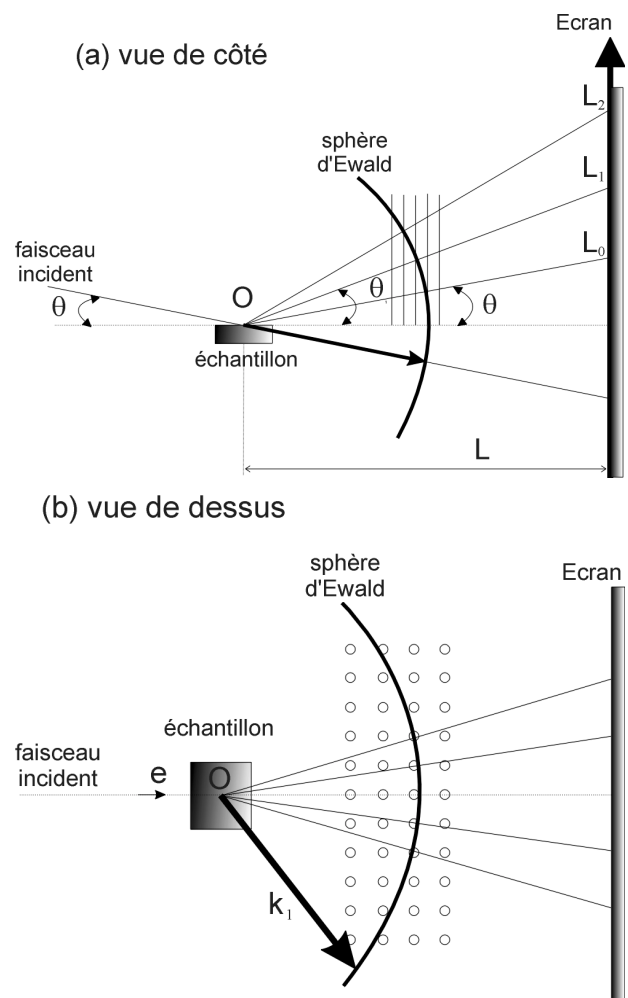 Ecran
(a) vue de côté
L2
sphère
d'Ewald
L1
faisceau
incident
L0
θ
O
θ
θ
échantillon
L
(b) vue de dessus
sphère
d'Ewald
Ecran
échantillon
faisceau
incident
e
O
k1